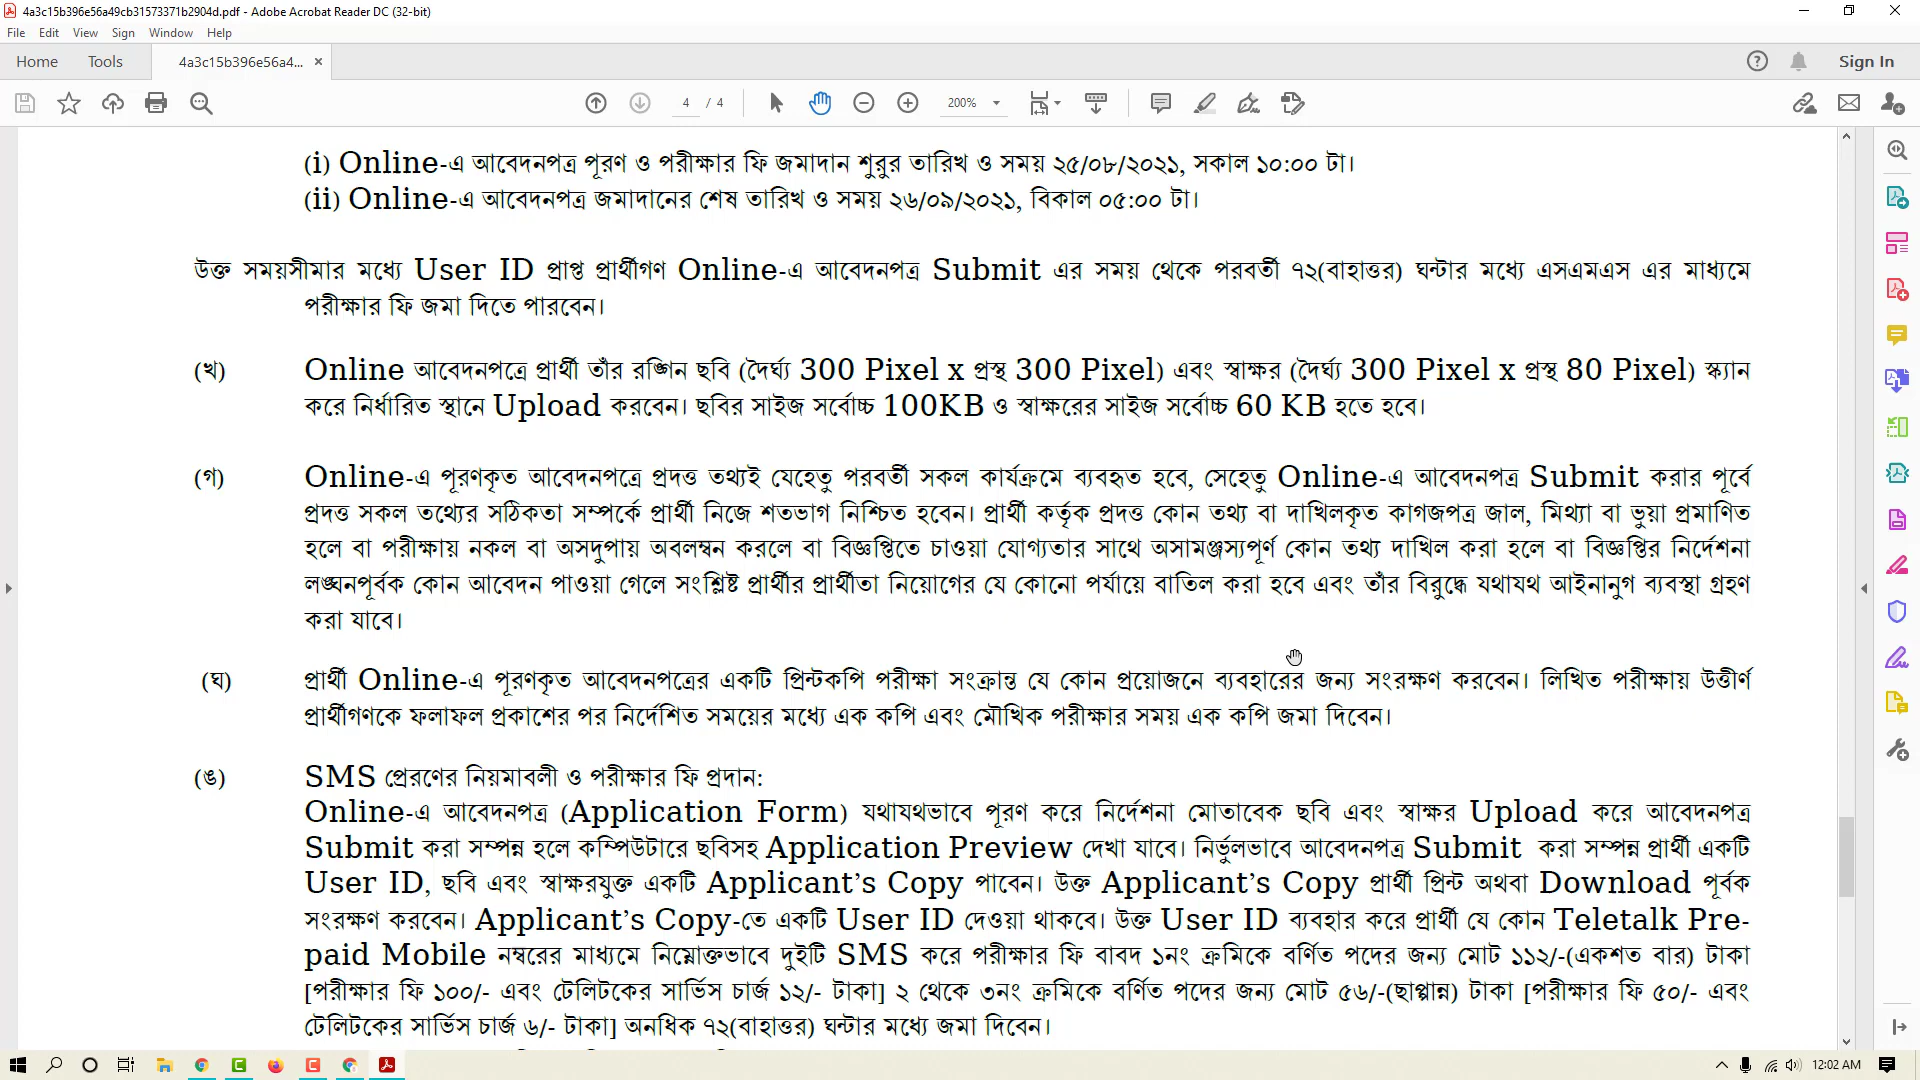 4a3c15b396e56a49cb31573371b2904d.pdf - Adobe Acrobat Reader DC (32-bit)
File Edit View Sign Window Help
Home Tools 4a3c15b396e56a4... Sign In
4 / 4 200%
(i) Online-এ আবেদনপত্র পূরণ ও পরীক্ষার ফি জমাদান শুরুর তারিখ ও সময় ২৫/০৮/২০২১, সকাল ১০:০০ টা।
(ii) Online-এ আবেদনপত্র জমাদানের শেষ তারিখ ও সময় ২৬/০৯/২০২১, বিকাল ০৫:০০ টা।
উক্ত সময়সীমার মধ্যে User ID প্রাপ্ত প্রার্থীগণ Online-এ আবেদনপত্র Submit এর সময় থেকে পরবর্তী ৭২(বাহাত্তর) ঘন্টার মধ্যে এসএমএস এর মাধ্যমে
পরীক্ষার ফি জমা দিতে পারবেন।
(খ) Online আবেদনপত্রে প্রার্থী তাঁর রঙ্গিন ছবি (দৈর্ঘ্য 300 Pixel x প্রস্থ 300 Pixel) এবং স্বাক্ষর (দৈর্ঘ্য 300 Pixel x প্রস্থ 80 Pixel) স্ক্যান
করে নির্ধারিত স্থানে Upload করবেন। ছবির সাইজ সর্বোচ্চ 100KB ও স্বাক্ষরের সাইজ সর্বোচ্চ 60 KB হতে হবে।
(গ) Online-এ পূরণকৃত আবেদনপত্রে প্রদত্ত তথ্যই যেহেতু পরবর্তী সকল কার্যক্রমে ব্যবহৃত হবে, সেহেতু Online-এ আবেদনপত্র Submit করার পূর্বে
প্রদত্ত সকল তথ্যের সঠিকতা সম্পর্কে প্রার্থী নিজে শতভাগ নিশ্চিত হবেন। প্রার্থী কর্তৃক প্রদত্ত কোন তথ্য বা দাখিলকৃত কাগজপত্র জাল, মিথ্যা বা ভুয়া প্রমাণিত
হলে বা পরীক্ষায় নকল বা অসদুপায় অবলম্বন করলে বা বিজ্ঞপ্তিতে চাওয়া যোগ্যতার সাথে অসামঞ্জস্যপূর্ণ কোন তথ্য দাখিল করা হলে বা বিজ্ঞপ্তির নির্দেশনা
লঙ্ঘনপূর্বক কোন আবেদন পাওয়া গেলে সংশ্লিষ্ট প্রার্থীর প্রার্থীতা নিয়োগের যে কোনো পর্যায়ে বাতিল করা হবে এবং তাঁর বিরুদ্ধে যথাযথ আইনানুগ ব্যবস্থা গ্রহণ
করা যাবে।
(ঘ) প্রার্থী Online-এ পূরণকৃত আবেদনপত্রের একটি প্রিন্টকপি পরীক্ষা সংক্রান্ত যে কোন প্রয়োজনে ব্যবহারের জন্য সংরক্ষণ করবেন। লিখিত পরীক্ষায় উত্তীর্ণ
প্রার্থীগণকে ফলাফল প্রকাশের পর নির্দেশিত সময়ের মধ্যে এক কপি এবং মৌখিক পরীক্ষার সময় এক কপি জমা দিবেন।
(ঙ) SMS প্রেরণের নিয়মাবলী ও পরীক্ষার ফি প্রদান:
Online-এ আবেদনপত্র (Application Form) যথাযথভাবে পূরণ করে নির্দেশনা মোতাবেক ছবি এবং স্বাক্ষর Upload করে আবেদনপত্র
Submit করা সম্পন্ন হলে কম্পিউটারে ছবিসহ Application Preview দেখা যাবে। নির্ভুলভাবে আবেদনপত্র Submit করা সম্পন্ন প্রার্থী একটি
User ID, ছবি এবং স্বাক্ষরযুক্ত একটি Applicant’s Copy পাবেন। উক্ত Applicant’s Copy প্রার্থী প্রিন্ট অথবা Download পূর্বক
সংরক্ষণ করবেন। Applicant’s Copy-তে একটি User ID দেওয়া থাকবে। উক্ত User ID ব্যবহার করে প্রার্থী যে কোন Teletalk Pre-
paid Mobile নম্বরের মাধ্যমে নিম্নোক্তভাবে দুইটি SMS করে পরীক্ষার ফি বাবদ ১নং ক্রমিকে বর্ণিত পদের জন্য মোট ১১২/-(একশত বার) টাকা
[পরীক্ষার ফি ১০০/- এবং টেলিটকের সার্ভিস চার্জ ১২/- টাকা] ২ থেকে ৩নং ক্রমিকে বর্ণিত পদের জন্য মোট ৫৬/-(ছাপ্পান্ন) টাকা [পরীক্ষার ফি ৫০/- এবং
টেলিটকের সার্ভিস চার্জ ৬/- টাকা] অনধিক ৭২(বাহাত্তর) ঘন্টার মধ্যে জমা দিবেন।
12:02 AM